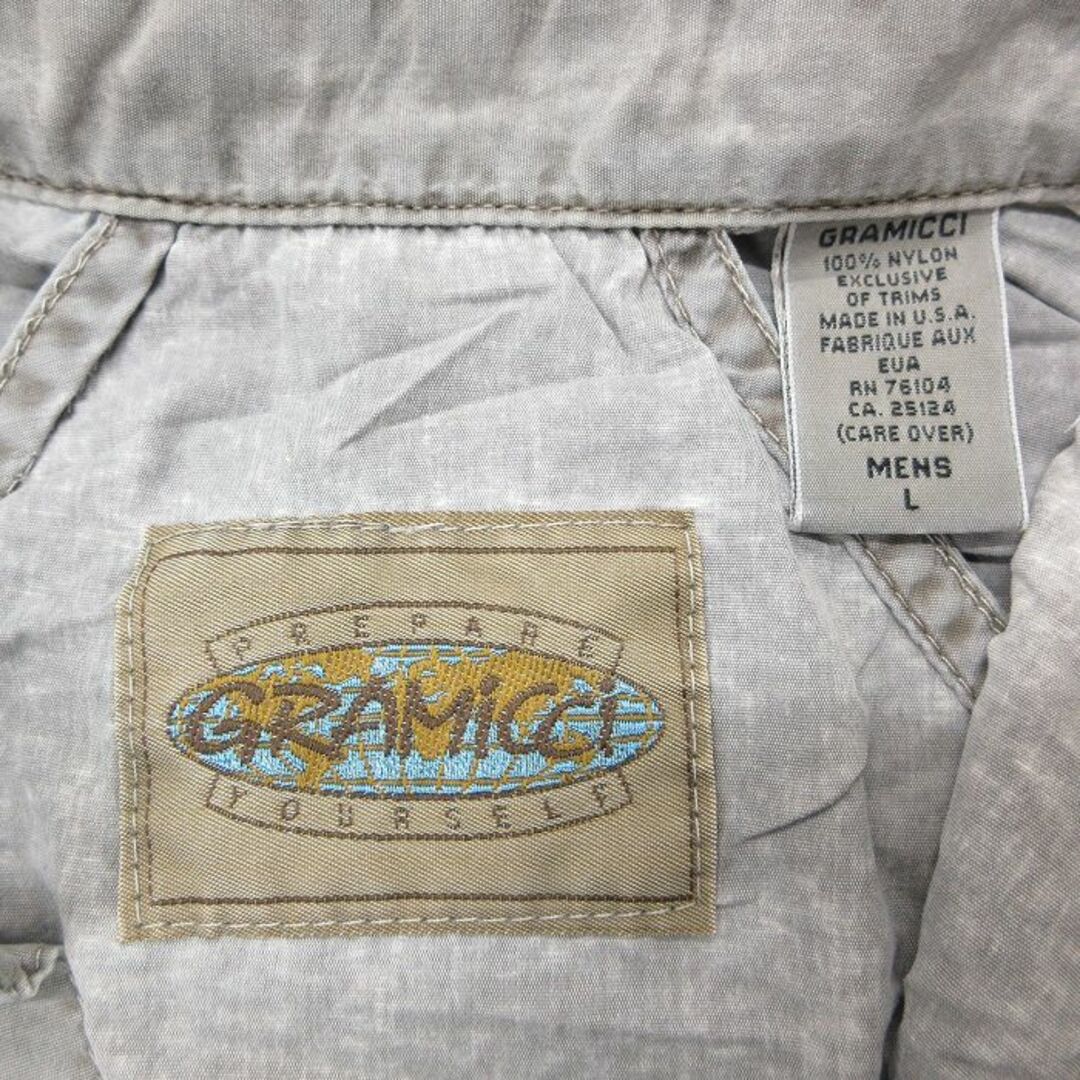 GRAMICCI
100% NYLON
EXCLUSIVE
OF TRIMS
MADE IN U.S.A.
FABRIQUE AUX
EUA
RN 76104
CA. 25124
(CARE OVER)
MENS
L
PREPARE
GRAMICCI
YOURSELF